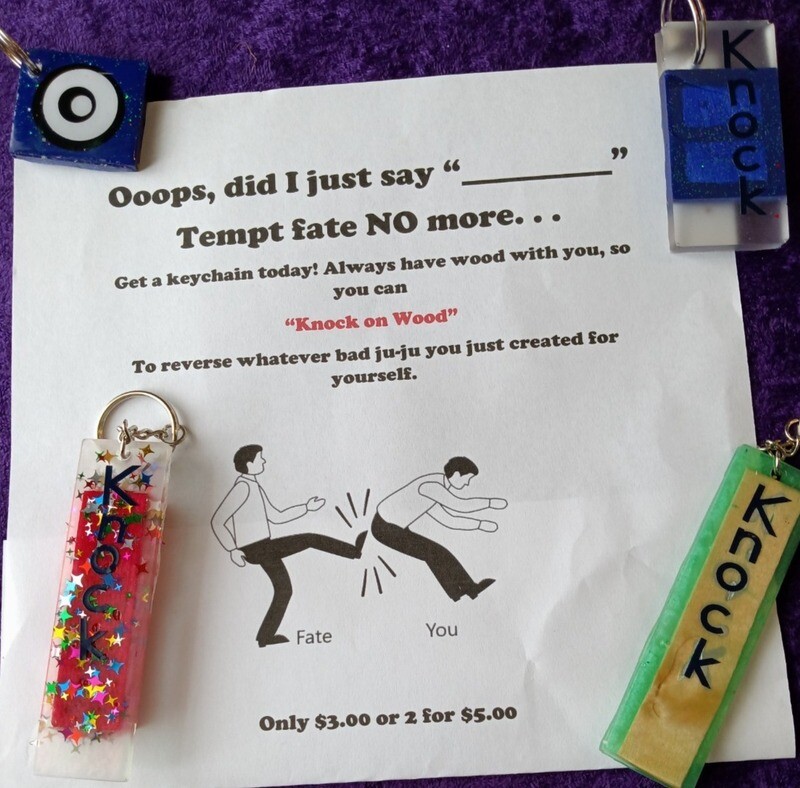 Ooops, did I just say “__________”
Tempt fate NO more. . .
Get a keychain today! Always have wood with you, so
you can
“Knock on Wood”
To reverse whatever bad ju-ju you just created for
yourself.
Fate
You
Only $3.00 or 2 for $5.00
Knock
Knock
Knock